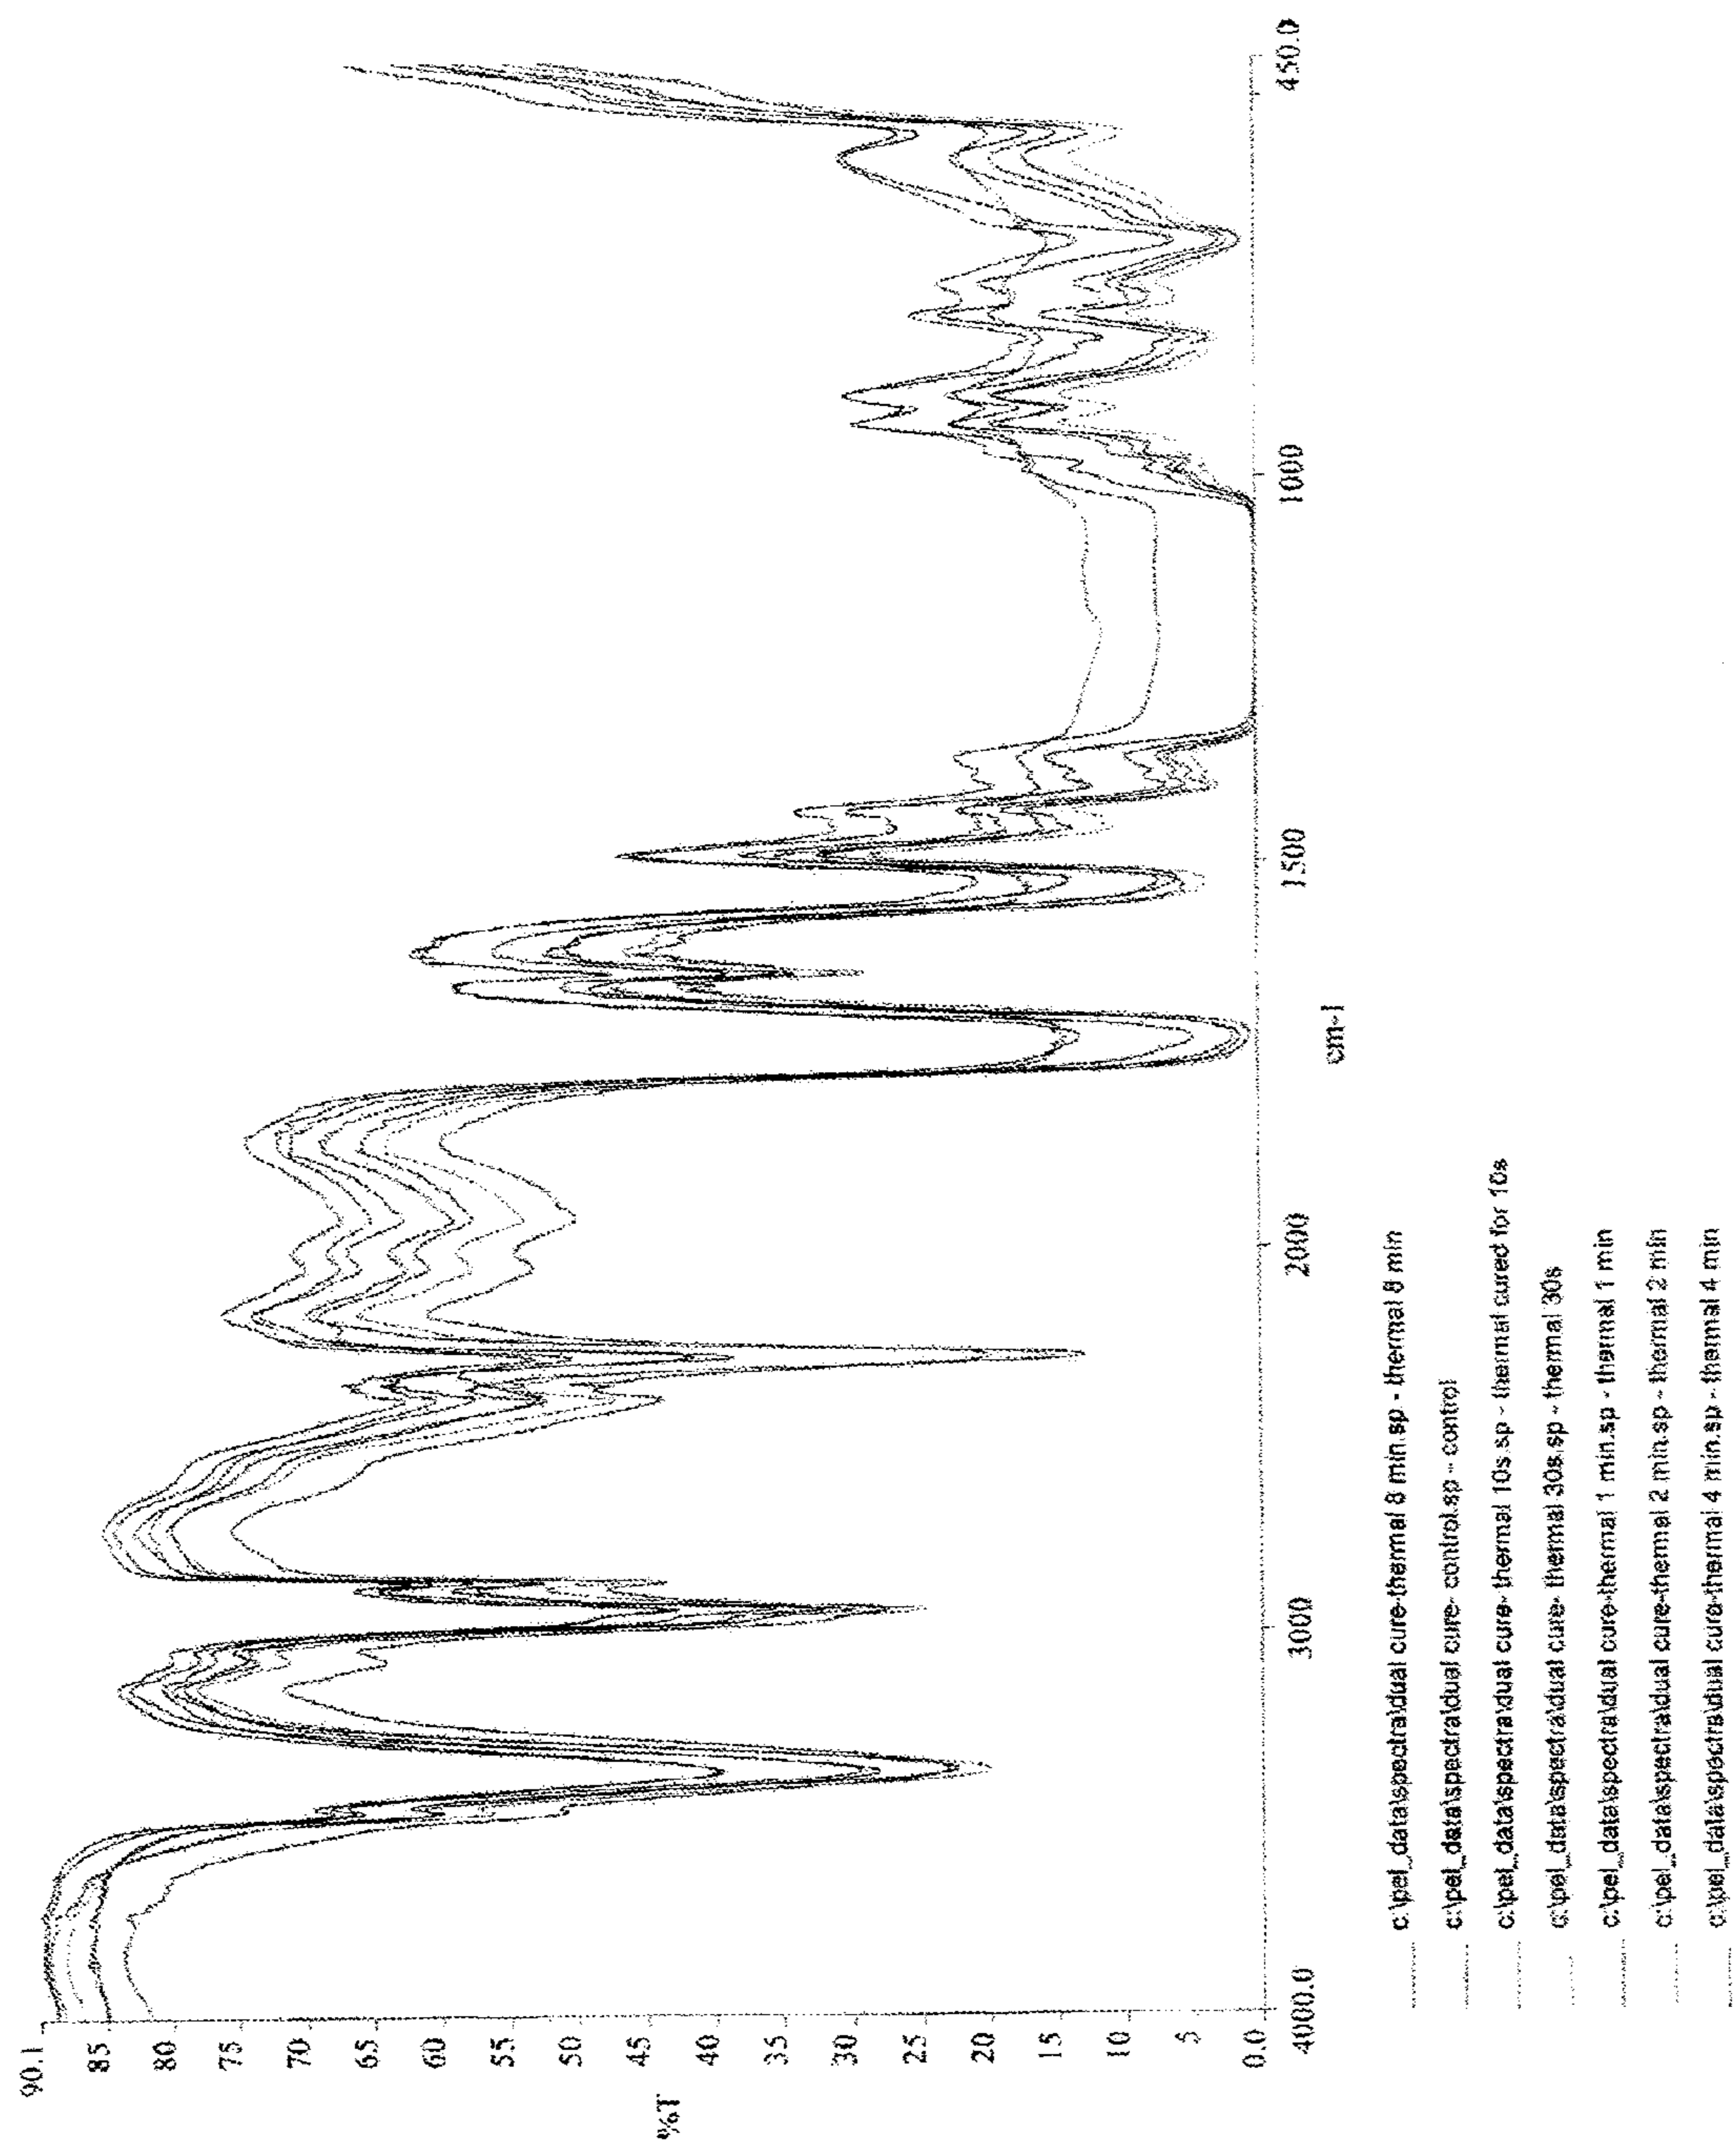 90.1
85
80
75
70
65
60
55
50
45
40
35
30
25
20
15
10
5
0.0
%T
4000.0
3000
2000
1500
1000
450.0
cm-1
c:\pel_data\spectra\dual cure-thermal 8 min.sp - thermal 8 min
c:\pel_data\spectra\dual cure- control.sp - control
c:\pel_data\spectra\dual cure- thermal 10s.sp - thermal cured for 10s
c:\pel_data\spectra\dual cure- thermal 30s.sp - thermal 30s
c:\pel_data\spectra\dual cure-thermal 1 min.sp - thermal 1 min
c:\pel_data\spectra\dual cure-thermal 2 min.sp - thermal 2 min
c:\pel_data\spectra\dual cure-thermal 4 min.sp - thermal 4 min